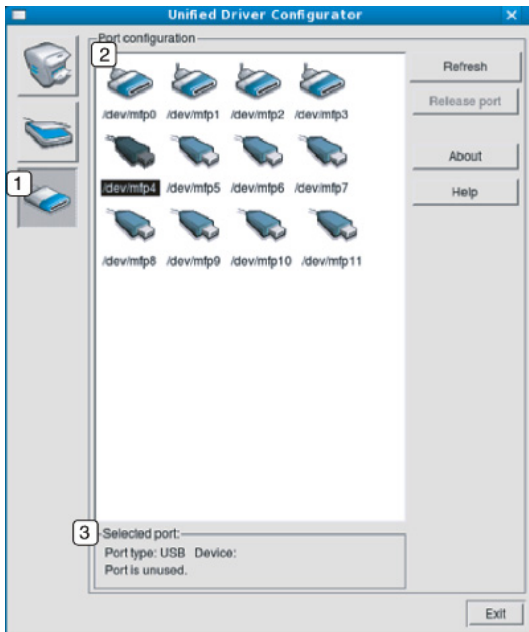 Unified Driver Configurator
Port configuration
2
/dev/mfp0 /dev/mfp1 /dev/mfp2 /dev/mfp3
/dev/mfp4 /dev/mfp5 /dev/mfp6 /dev/mfp7
/dev/mfp8 /dev/mfp9 /dev/mfp10 /dev/mfp11
Refresh
Release port
About
Help
1
3
Selected port:
Port type: USB Device:
Port is unused.
Exit